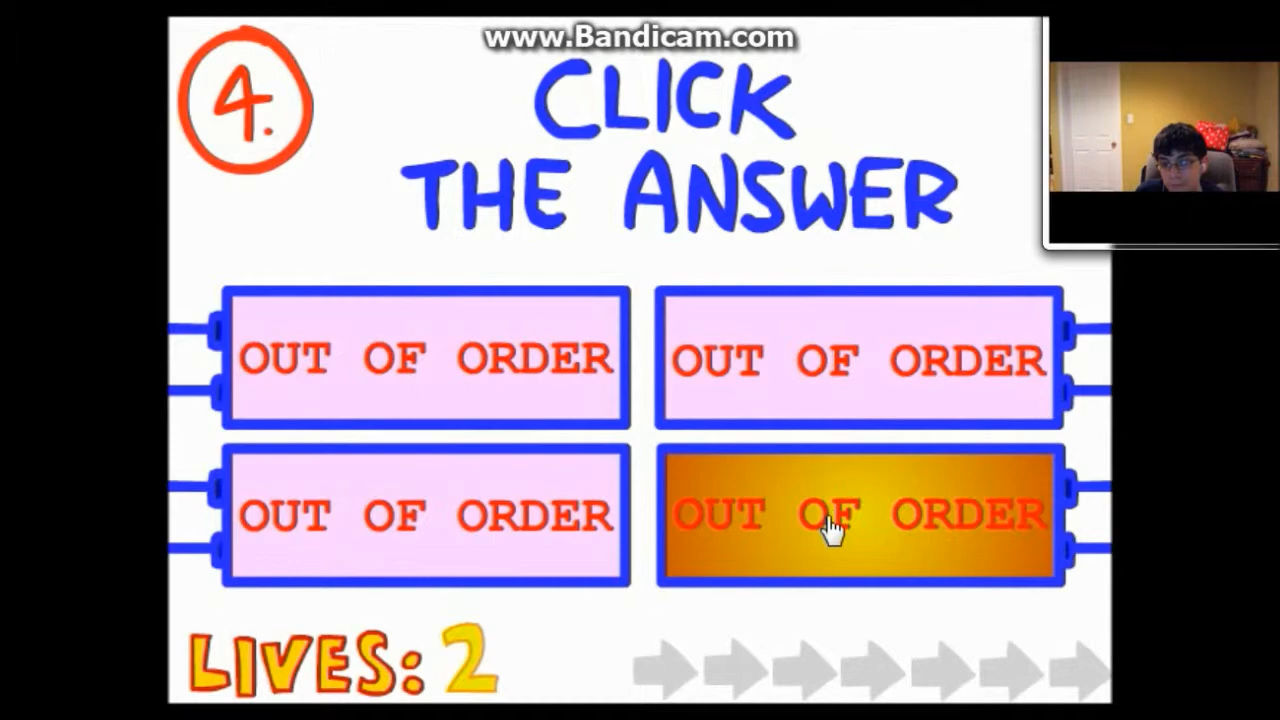 www.Bandicam.com
4.
CLICK
THE ANSWER
OUT OF ORDER
OUT OF ORDER
OUT OF ORDER
OUT OF ORDER
LIVES: 2